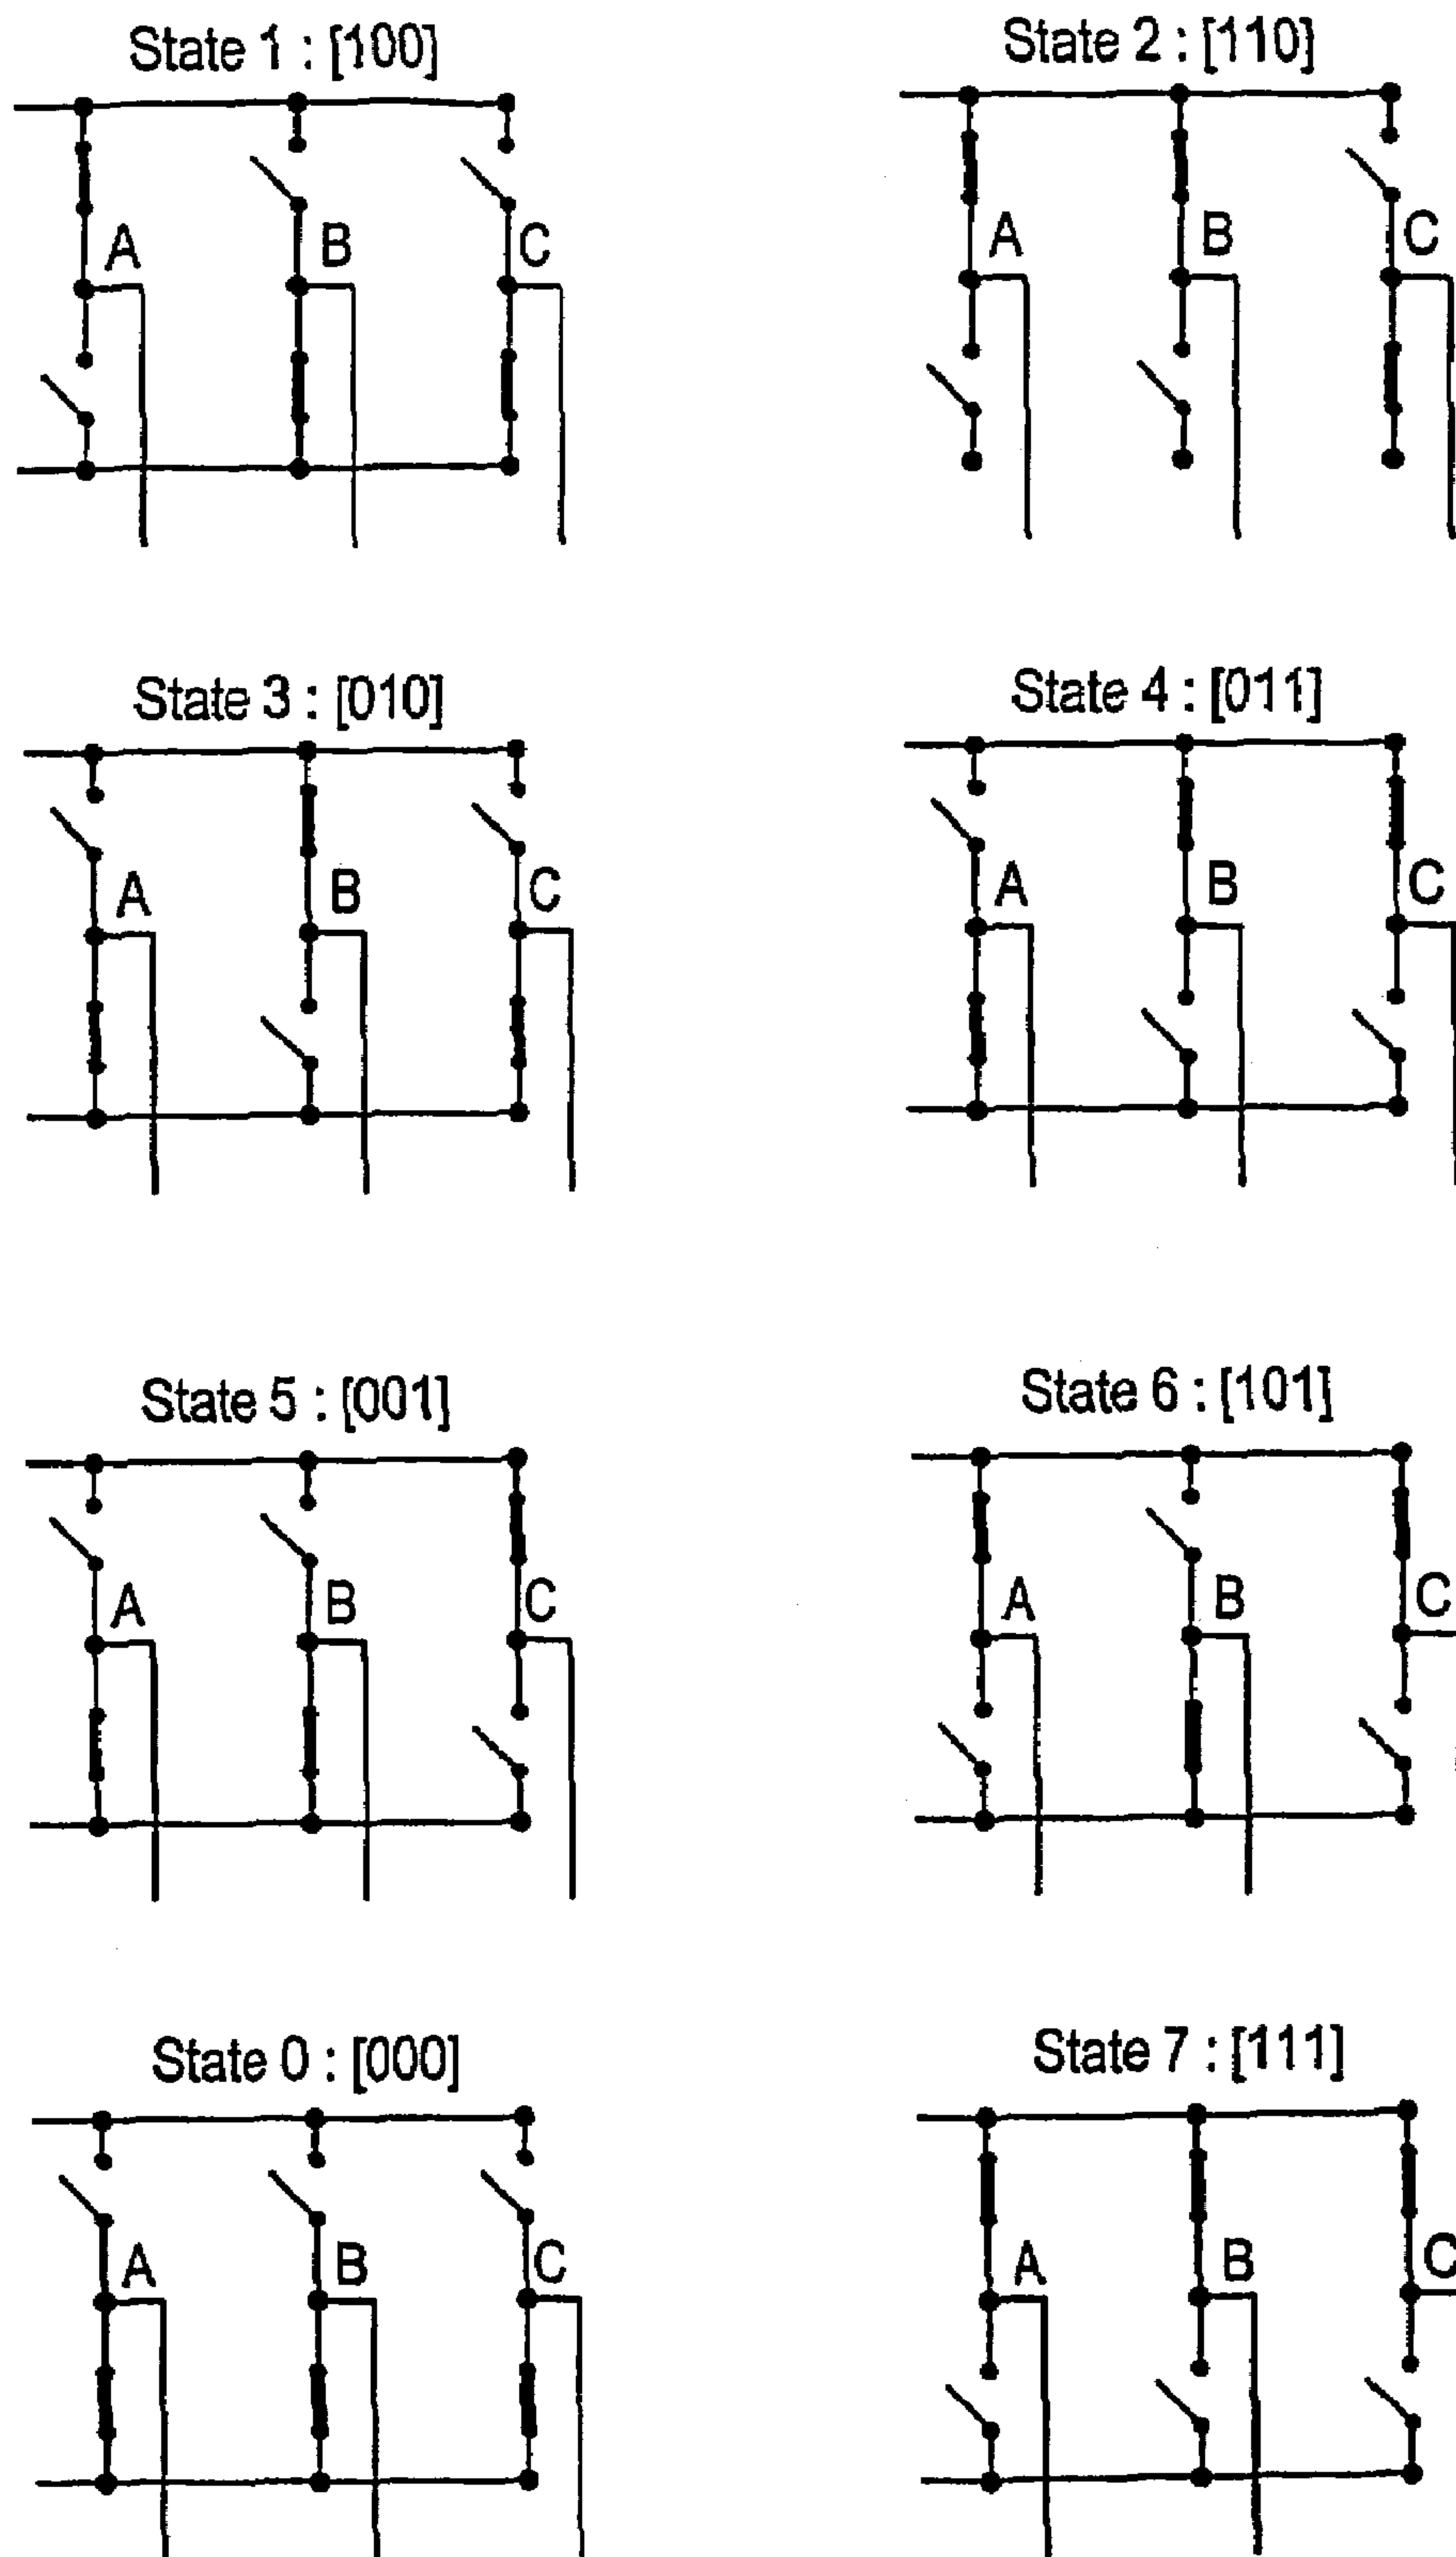 State 1 : [100]
State 2 : [110]
A B C
A B C
State 3 : [010]
State 4 : [011]
A B C
A B C
State 5 : [001]
State 6 : [101]
A B C
A B C
State 0 : [000]
State 7 : [111]
A B C
A B C